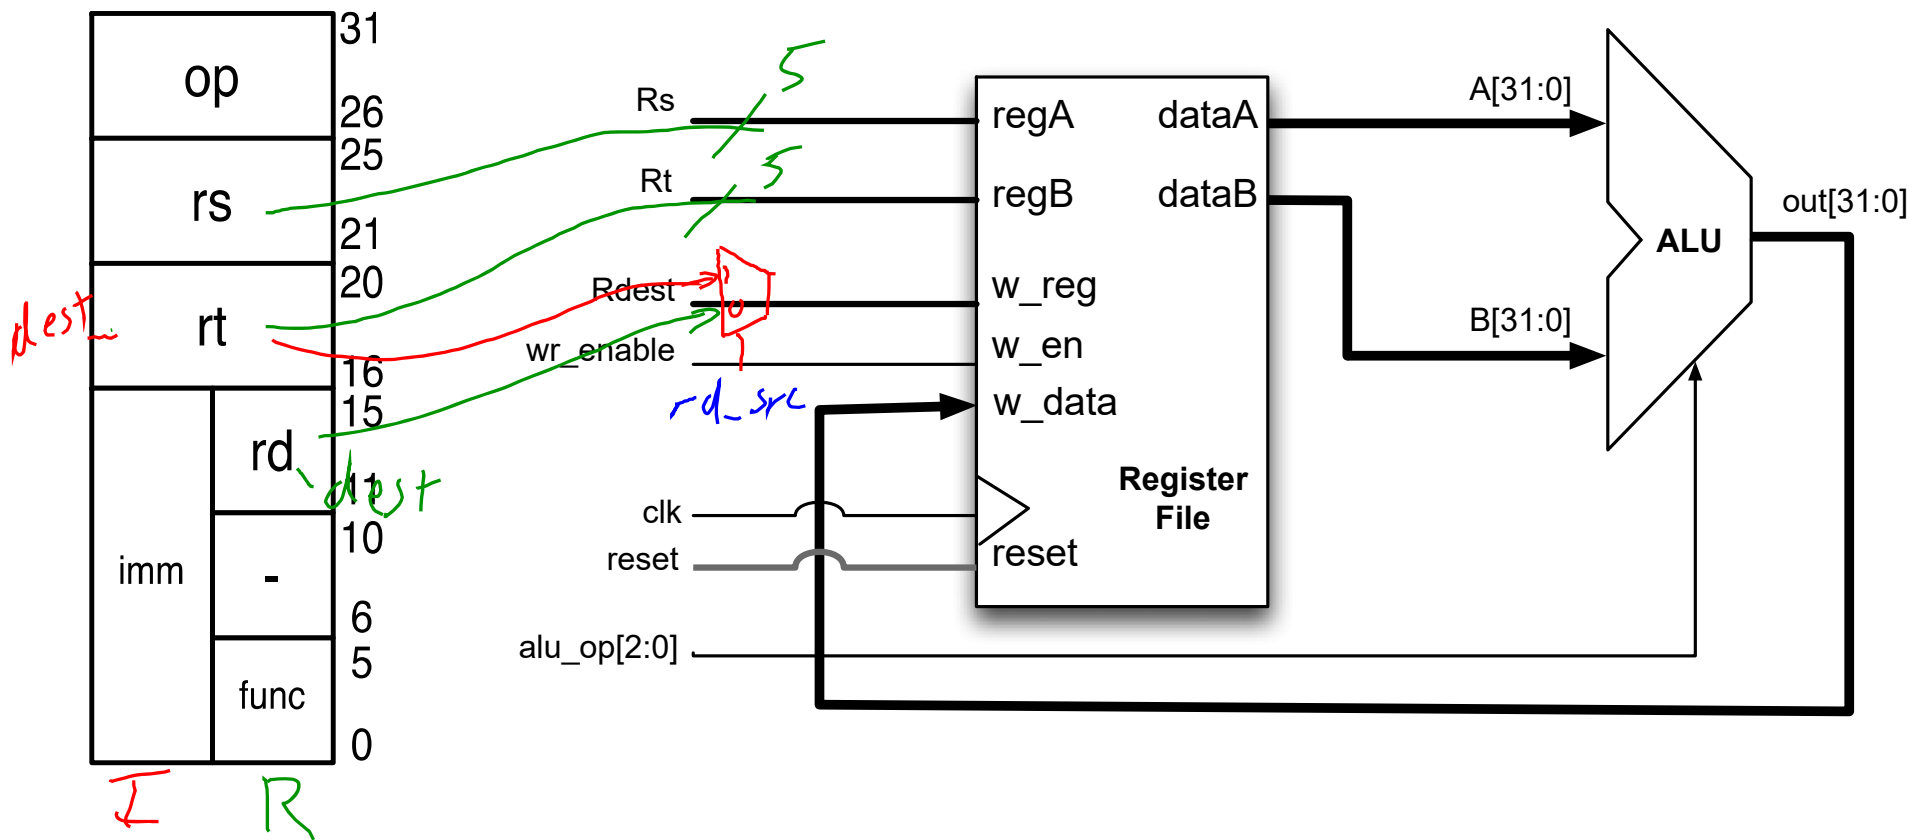 31
op
26
25
rs
21
20
dest
rt
16
15
rd
dest
11
10
imm
-
6
5
func
0
I
R
Rs
5
Rt
5
Rdest
1
0
wr_enable
rd_src
clk
reset
alu_op[2:0]
regA
dataA
regB
dataB
w_reg
w_en
w_data
Register
File
reset
A[31:0]
ALU
B[31:0]
out[31:0]